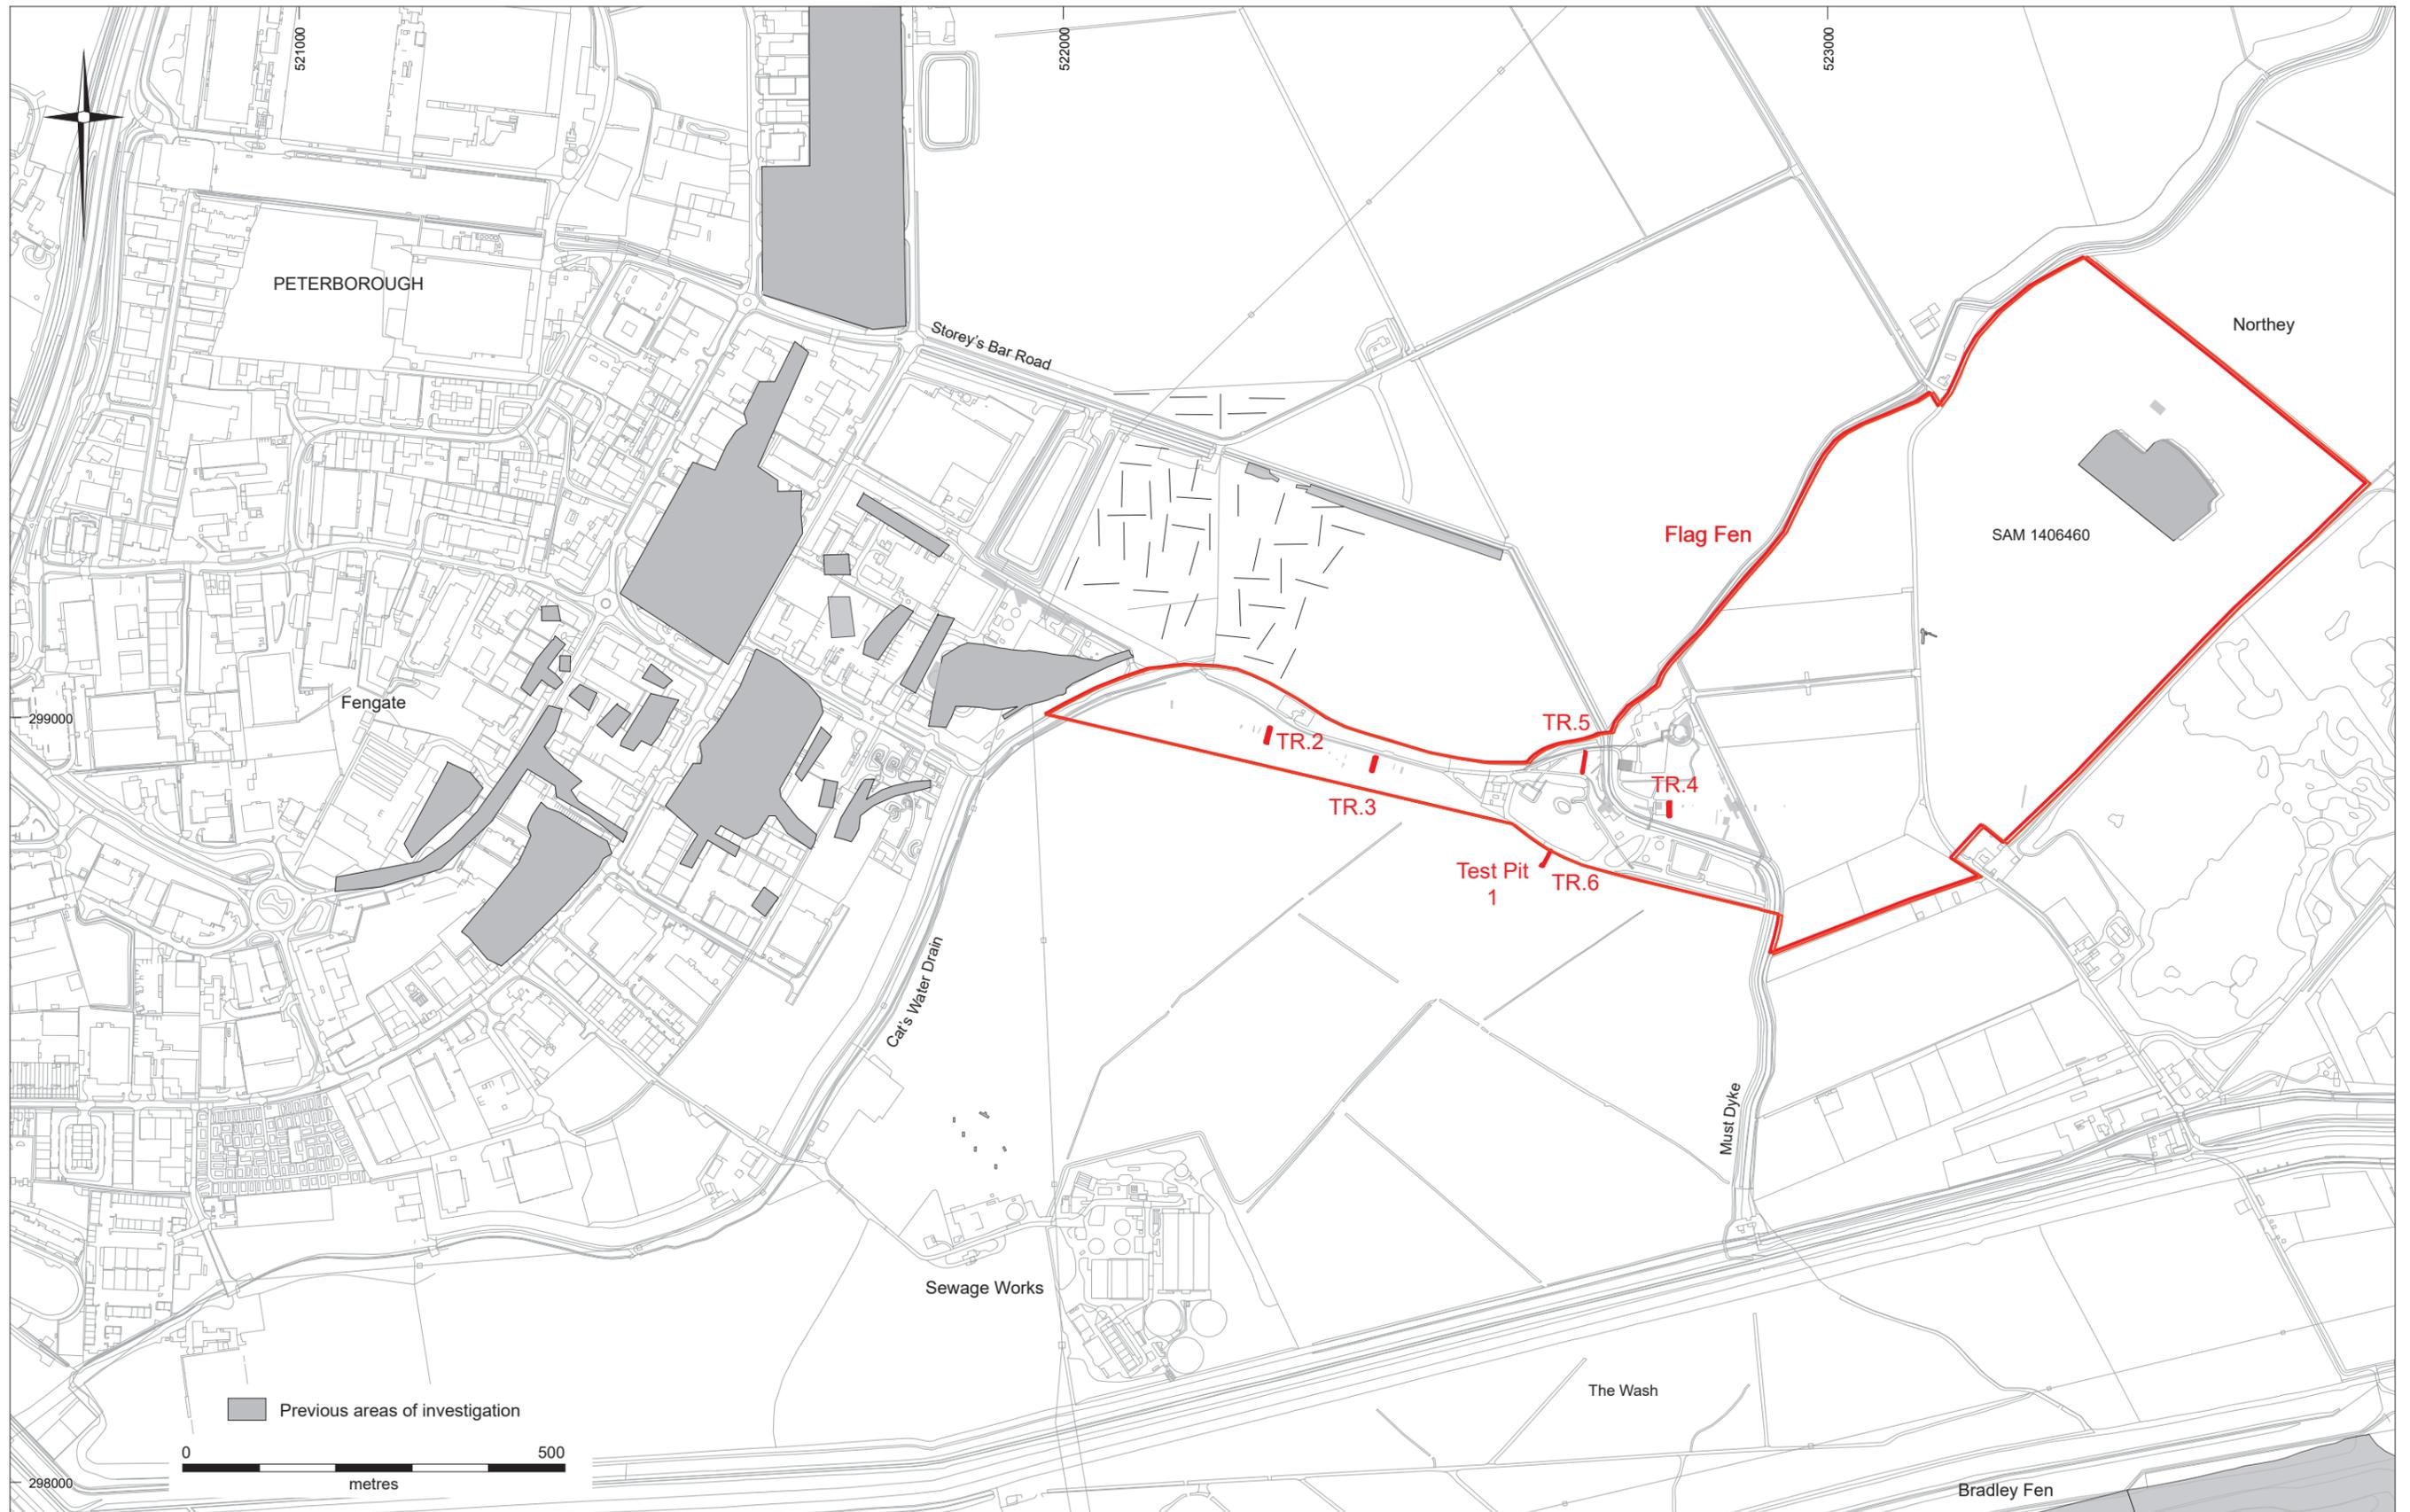 521000
522000
523000
PETERBOROUGH
Storey's Bar Road
Northey
Flag Fen
SAM 1406460
Fengate
299000
TR.5
TR.2
TR.4
TR.3
Test Pit
1
TR.6
Cat's Water Drain
Must Dyke
Sewage Works
The Wash
Previous areas of investigation
0
500
metres
298000
Bradley Fen